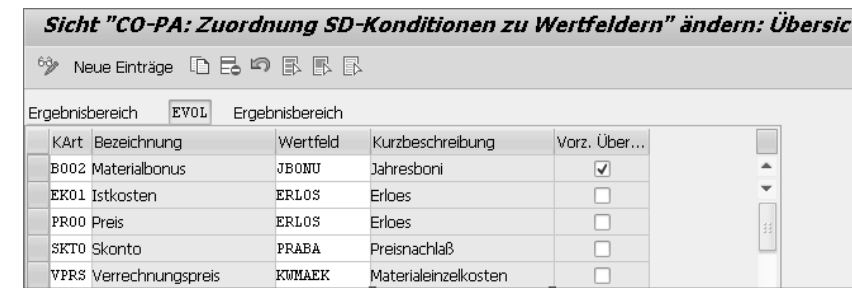 Sicht "CO-PA: Zuordnung SD-Konditionen zu Wertfeldern" ändern: Übersic
Neue Einträge
Ergebnisbereich EVOL Ergebnisbereich
KArt Bezeichnung Wertfeld Kurzbeschreibung Vorz. Über...
B002 Materialbonus JBONU Jahresboni
EK01 Istkosten ERLOS Erloes
PR00 Preis ERLOS Erloes
SKTO Skonto PRABA Preisnachlaß
VPRS Verrechnungspreis KWMAEK Materialeinzelkosten